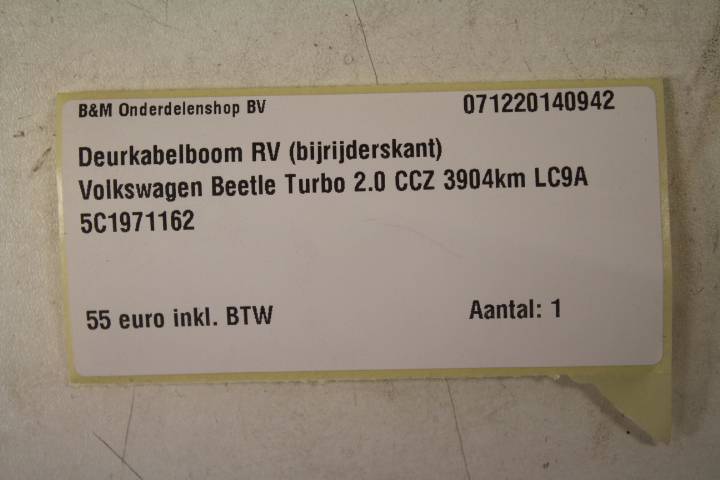 B&M Onderdelenshop BV 071220140942
Deurkabelboom RV (bijrijderskant)
Volkswagen Beetle Turbo 2.0 CCZ 3904km LC9A
5C1971162
55 euro inkl. BTW Aantal: 1